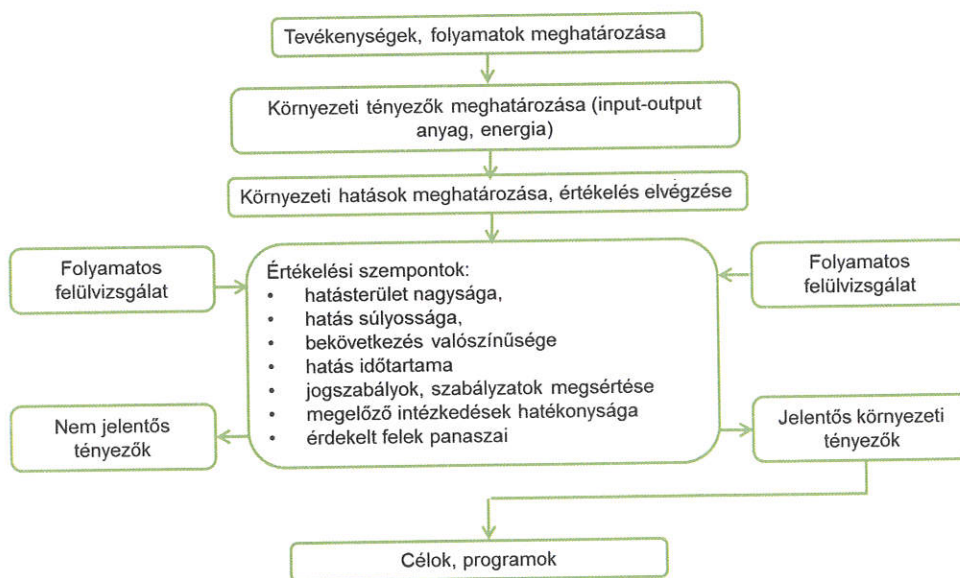 Tevékenységek, folyamatok meghatározása
Környezeti tényezők meghatározása (input-output
anyag, energia)
Környezeti hatások meghatározása, értékelés elvégzése
Folyamatos
felülvizsgálat
Értékelési szempontok:
• hatásterület nagysága,
• hatás súlyossága,
• bekövetkezés valószínűsége
• hatás időtartama
• jogszabályok, szabályzatok megsértése
• megelőző intézkedések hatékonysága
• érdekelt felek panaszai
Folyamatos
felülvizsgálat
Nem jelentős
tényezők
Jelentős környezeti
tényezők
Célok, programok